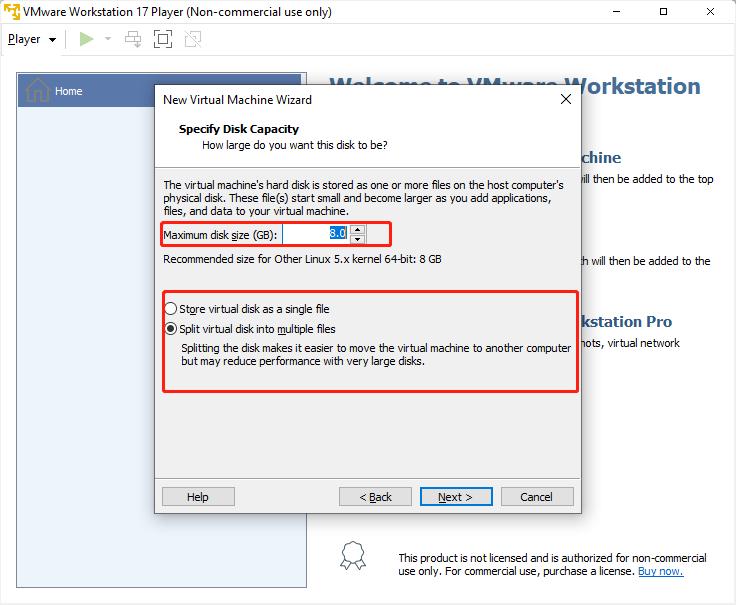 VMware Workstation 17 Player (Non-commercial use only)
Player
Home
Welcome to VMware Workstation
chine
ill then be added to the top
ch will then be added to the
kstation Pro
nots, virtual network
New Virtual Machine Wizard
Specify Disk Capacity
How large do you want this disk to be?
The virtual machine's hard disk is stored as one or more files on the host computer's
physical disk. These file(s) start small and become larger as you add applications,
files, and data to your virtual machine.
Maximum disk size (GB): 8.0
Recommended size for Other Linux 5.x kernel 64-bit: 8 GB
Store virtual disk as a single file
Split virtual disk into multiple files
Splitting the disk makes it easier to move the virtual machine to another computer
but may reduce performance with very large disks.
Help
< Back
Next >
Cancel
This product is not licensed and is authorized for non-commercial
use only. For commercial use, purchase a license. Buy now.